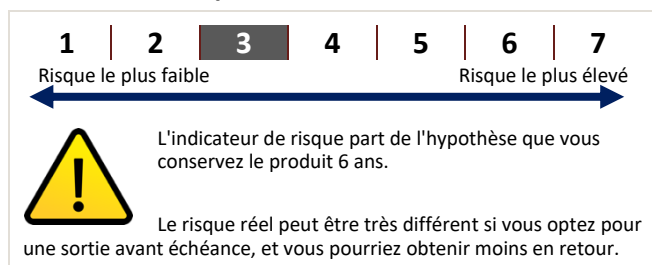 1 2 3 4 5 6 7
Risque le plus faible Risque le plus élevé
L'indicateur de risque part de l'hypothèse que vous
conservez le produit 6 ans.
Le risque réel peut être très différent si vous optez pour
une sortie avant échéance, et vous pourriez obtenir moins en retour.